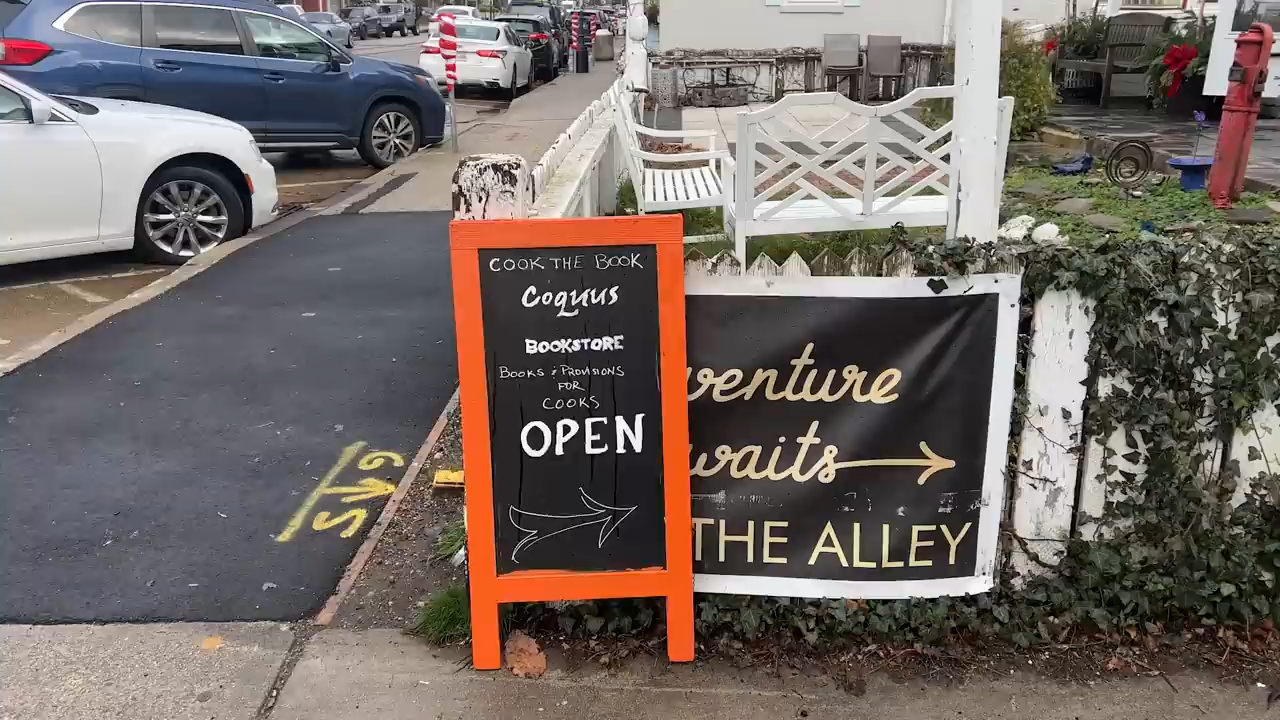 COOK THE BOOK
Coquus
BOOKSTORE
BOOKS & PROVISIONS
FOR
COOKS
OPEN
venture
waits
THE ALLEY